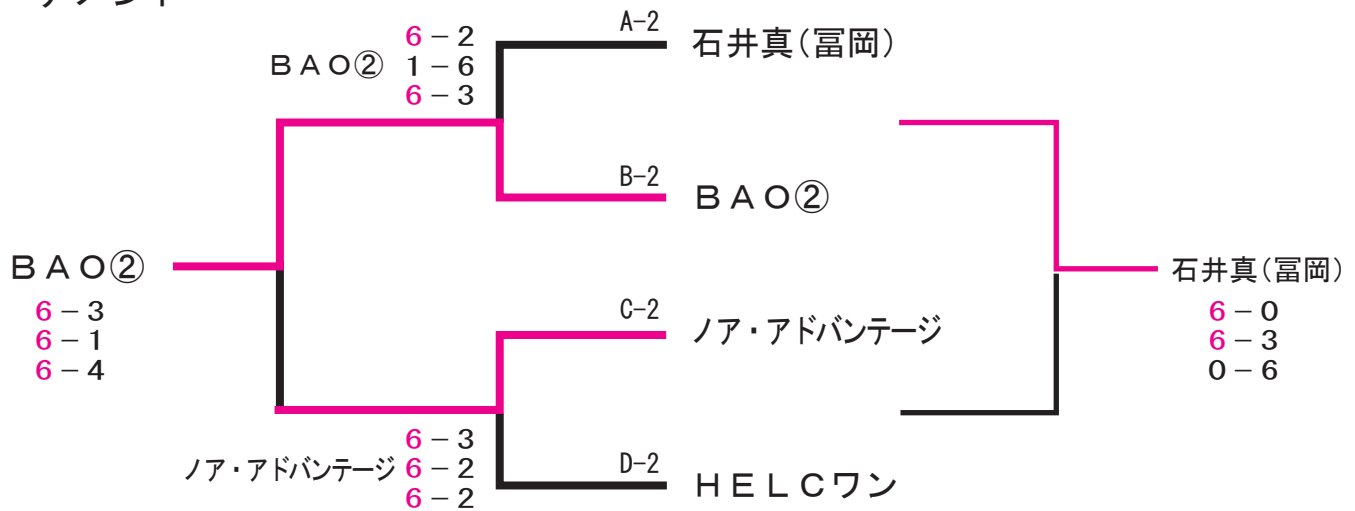 A-2
石井真(冨岡)
6－2
BAO② 1－6
6－3
B-2
BAO②
BAO②
6－3
6－1
6－4
C-2
ノア・アドバンテージ
石井真(冨岡)
6－0
6－3
0－6
6－3
ノア・アドバンテージ 6－2
6－2
D-2
HELCワン